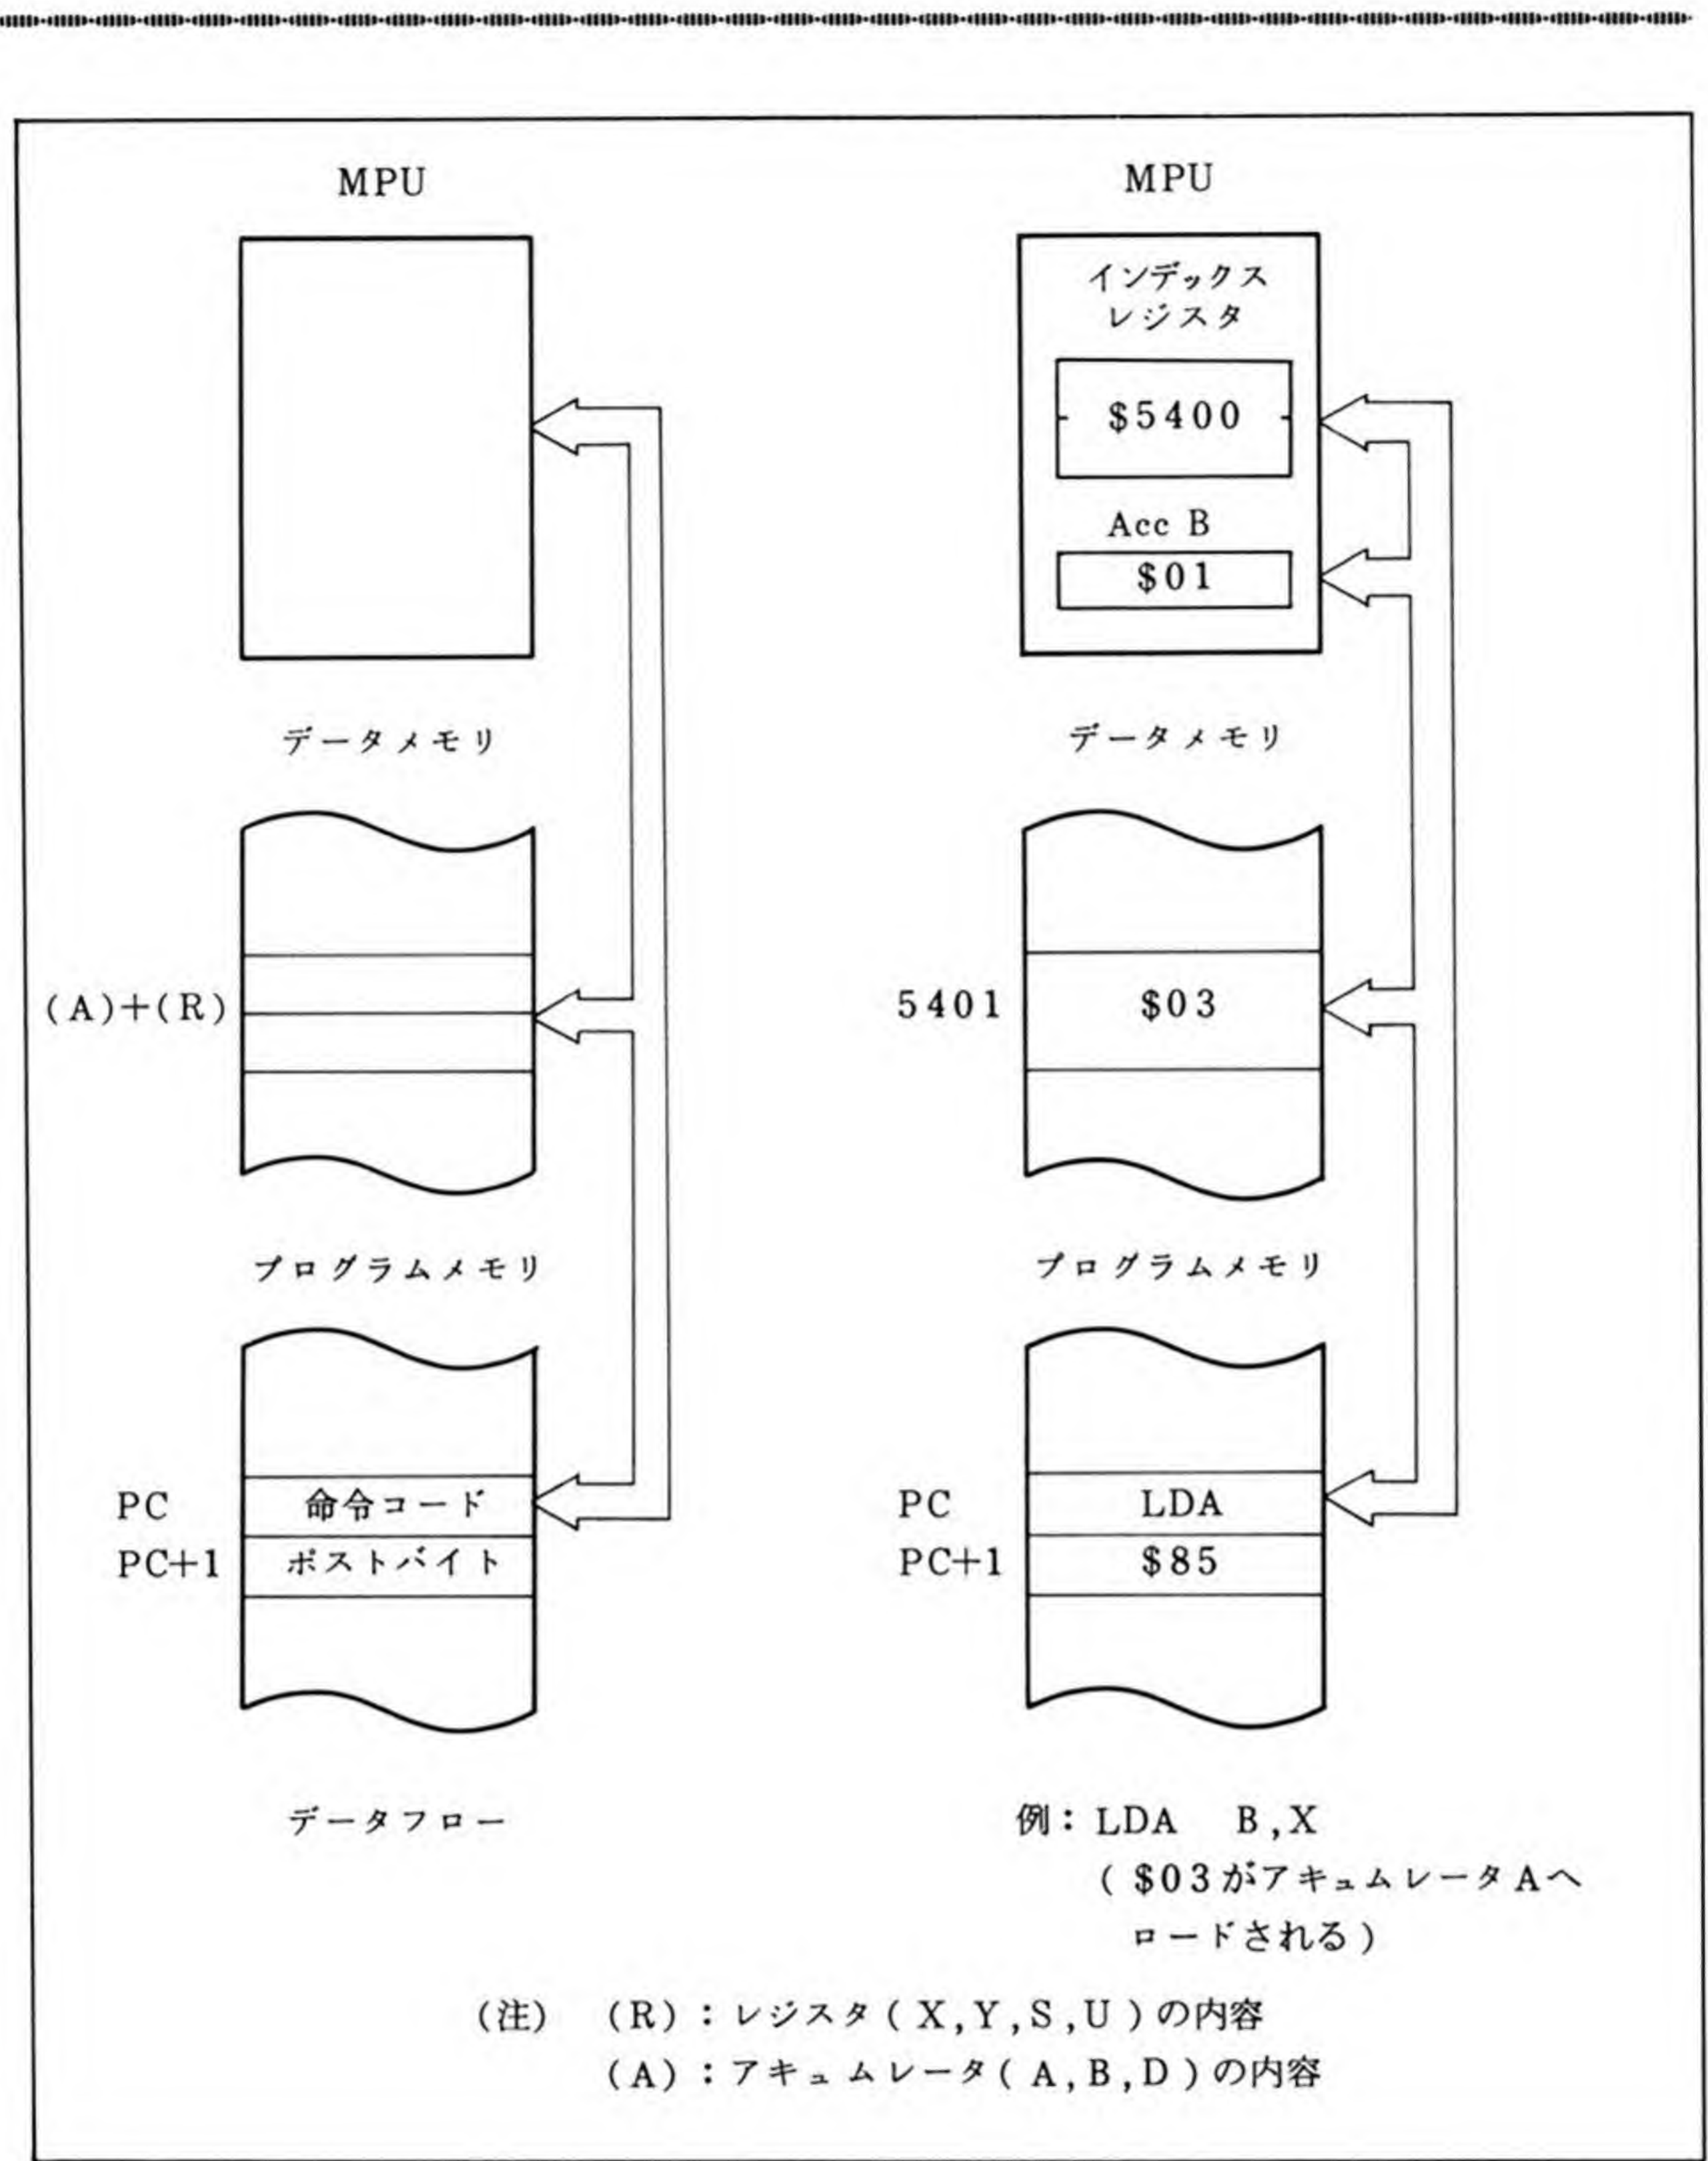 MPU
データメモリ
(A)+(R)
プログラムメモリ
PC 命令コード
PC+1 ポストバイト
データフロー
MPU
インデックス
レジスタ
$5400
Acc B
$01
データメモリ
5401 $03
プログラムメモリ
PC LDA
PC+1 $85
例：LDA B,X
($03がアキュムレータAへ
ロードされる)
(注) (R)：レジスタ(X,Y,S,U)の内容
(A)：アキュムレータ(A,B,D)の内容